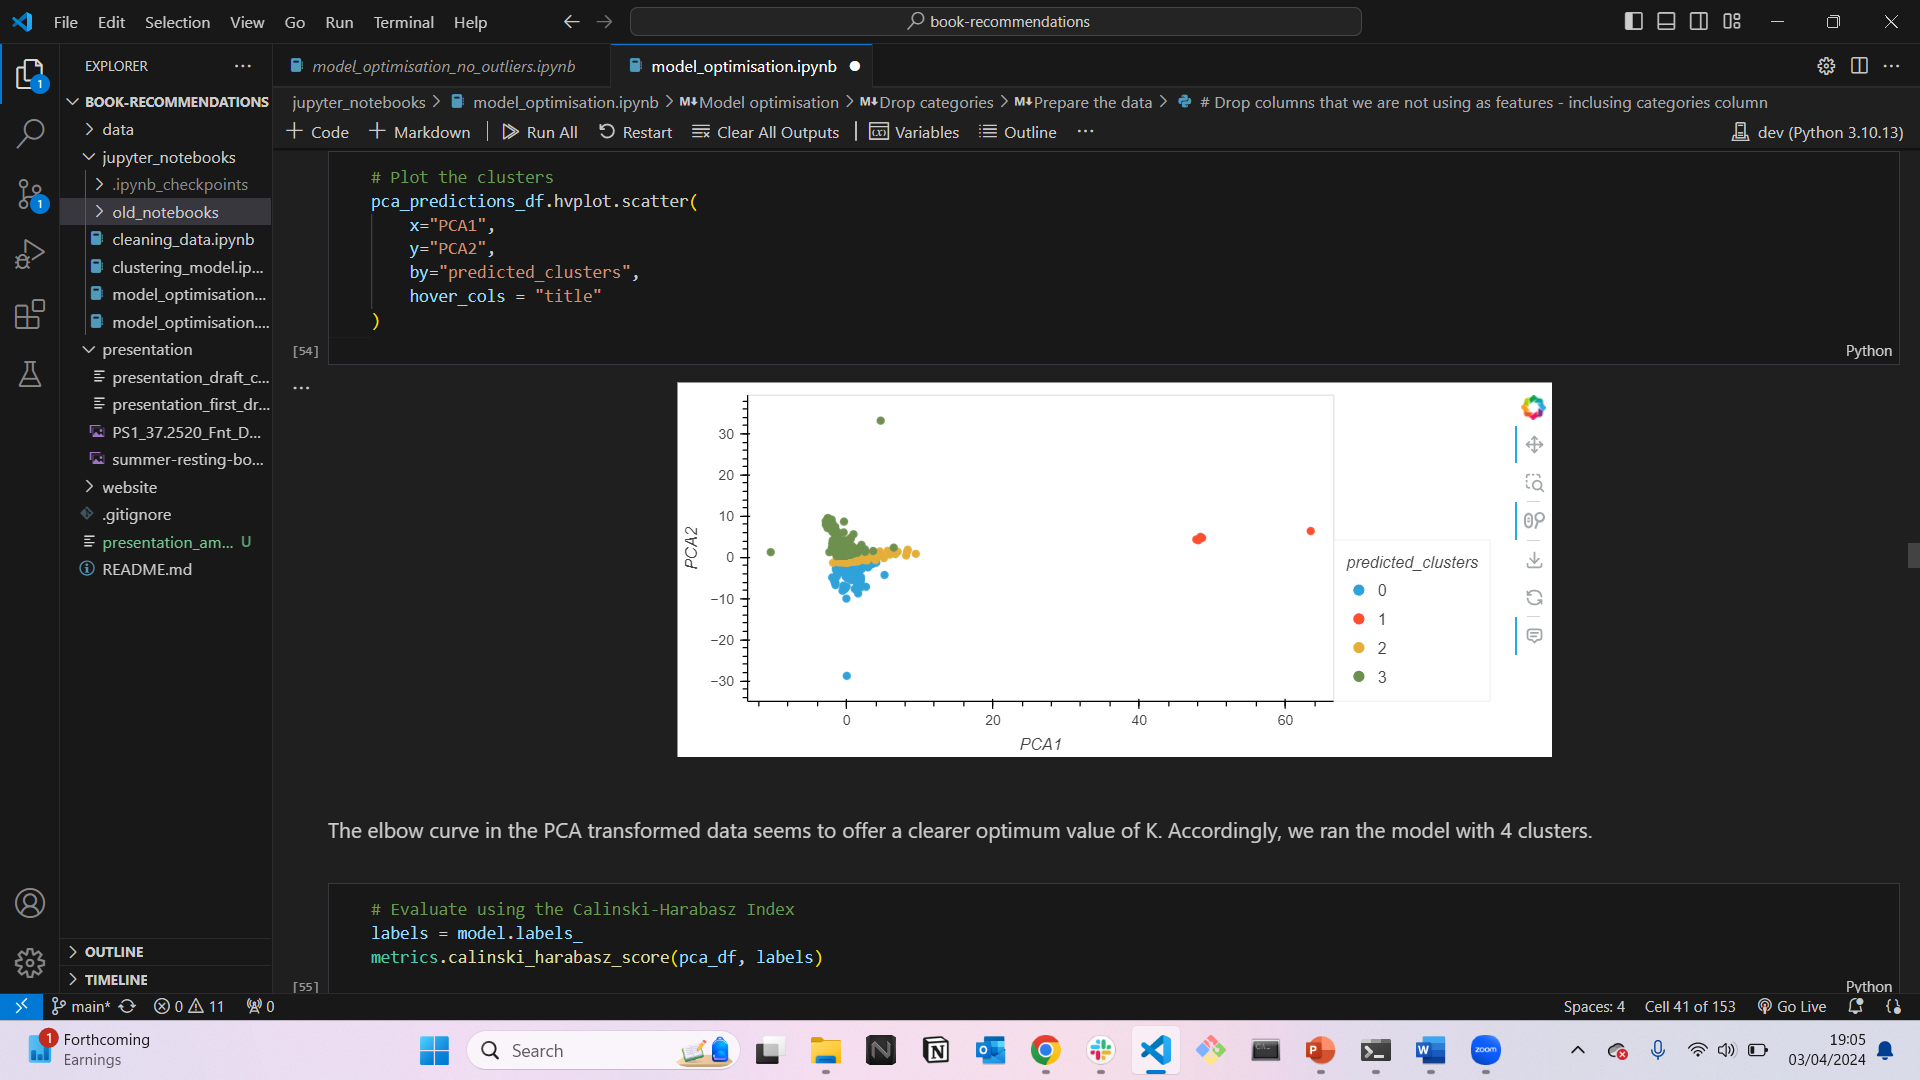 File Edit Selection View Go Run Terminal Help
book-recommendations
EXPLORER
BOOK-RECOMMENDATIONS
data
jupyter_notebooks
.ipynb_checkpoints
old_notebooks
cleaning_data.ipynb
clustering_model.ip...
model_optimisation...
model_optimisation....
presentation
presentation_draft_c...
presentation_first_dr...
PS1_37.2520_Fnt_D...
summer-resting-bo...
website
.gitignore
presentation_am... U
README.md
OUTLINE
TIMELINE
model_optimisation_no_outliers.ipynb
model_optimisation.ipynb
jupyter_notebooks > model_optimisation.ipynb > M↓Model optimisation > M↓Drop categories > M↓Prepare the data > # Drop columns that we are not using as features - inclusing categories column
+ Code + Markdown | Run All Restart Clear All Outputs | Variables Outline ... dev (Python 3.10.13)
# Plot the clusters
pca_predictions_df.hvplot.scatter(
x="PCA1",
y="PCA2",
by="predicted_clusters",
hover_cols = "title"
)
[54]
Python
30
20
10
0
−10
−20
−30
PCA2
0 20 40 60
PCA1
predicted_clusters
0
1
2
3
The elbow curve in the PCA transformed data seems to offer a clearer optimum value of K. Accordingly, we ran the model with 4 clusters.
# Evaluate using the Calinski-Harabasz Index
labels = model.labels_
metrics.calinski_harabasz_score(pca_df, labels)
[55]
Python
main* 0 11 0
Spaces: 4 Cell 41 of 153 Go Live
1
1
1
Forthcoming
Earnings
Search
zoom
19:05
03/04/2024